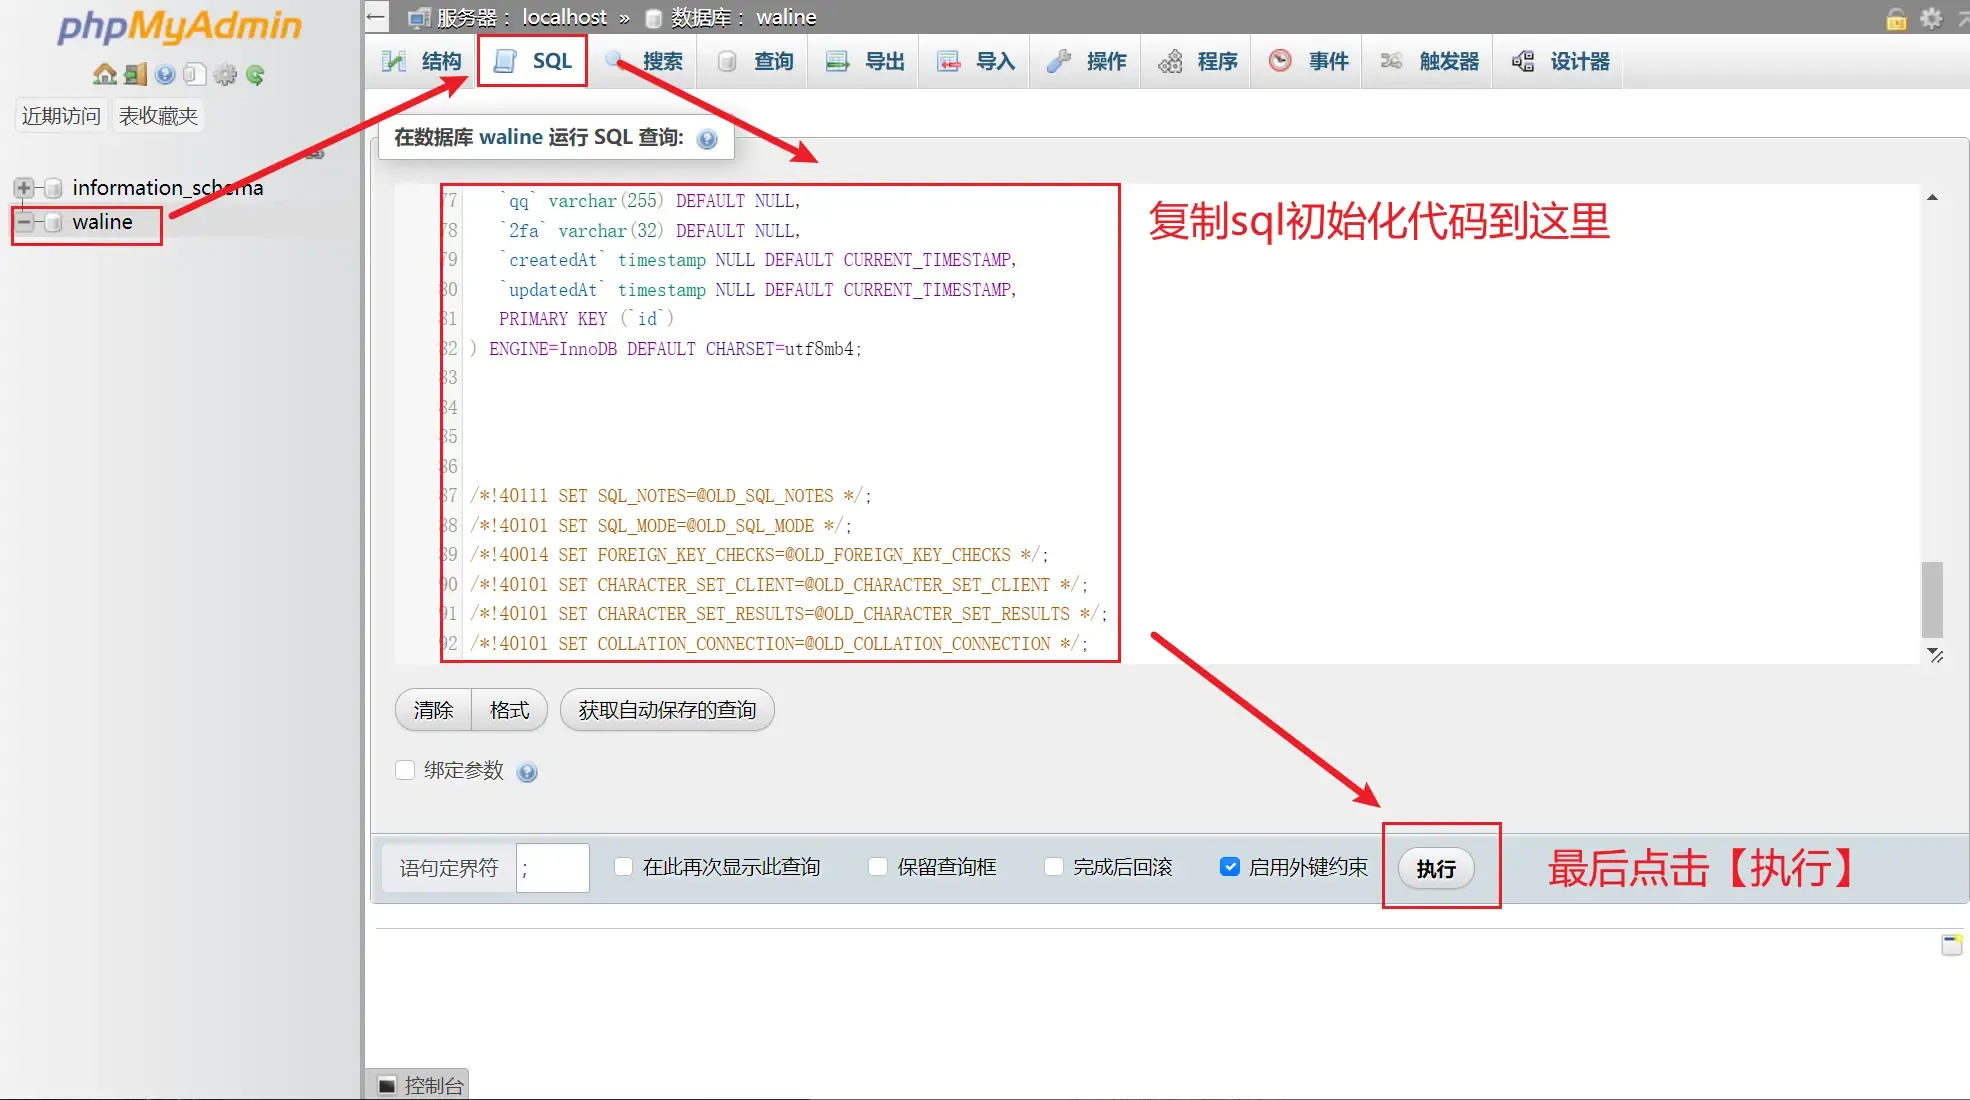 phpMyAdmin
近期访问 表收藏夹
information_schema
waline
服务器： localhost » 数据库： waline
结构 SQL 搜索 查询 导出 导入 操作 程序 事件 触发器 设计器
在数据库 waline 运行 SQL 查询:
77 `qq` varchar(255) DEFAULT NULL,
78 `2fa` varchar(32) DEFAULT NULL,
79 `createdAt` timestamp NULL DEFAULT CURRENT_TIMESTAMP,
80 `updatedAt` timestamp NULL DEFAULT CURRENT_TIMESTAMP,
81 PRIMARY KEY (`id`)
82 ) ENGINE=InnoDB DEFAULT CHARSET=utf8mb4;
83
84
85
86
87 /*!40111 SET SQL_NOTES=@OLD_SQL_NOTES */;
88 /*!40101 SET SQL_MODE=@OLD_SQL_MODE */;
89 /*!40014 SET FOREIGN_KEY_CHECKS=@OLD_FOREIGN_KEY_CHECKS */;
90 /*!40101 SET CHARACTER_SET_CLIENT=@OLD_CHARACTER_SET_CLIENT */;
91 /*!40101 SET CHARACTER_SET_RESULTS=@OLD_CHARACTER_SET_RESULTS */;
92 /*!40101 SET COLLATION_CONNECTION=@OLD_COLLATION_CONNECTION */;
复制sql初始化代码到这里
清除 格式 获取自动保存的查询
绑定参数
语句定界符 ; 在此再次显示此查询 保留查询框 完成后回滚 启用外键约束 执行
最后点击【执行】
控制台